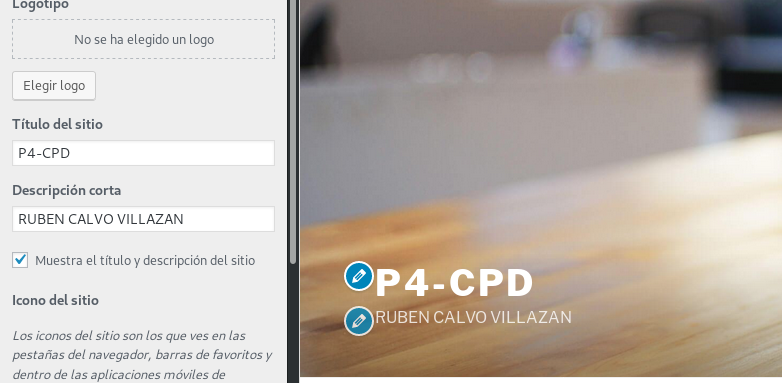 Logotipo
No se ha elegido un logo
Elegir logo
Título del sitio
P4-CPD
Descripción corta
RUBEN CALVO VILLAZAN
Muestra el título y descripción del sitio
Icono del sitio
Los iconos del sitio son los que ves en las
pestañas del navegador, barras de favoritos y
dentro de las aplicaciones móviles de
P4-CPD
RUBEN CALVO VILLAZAN